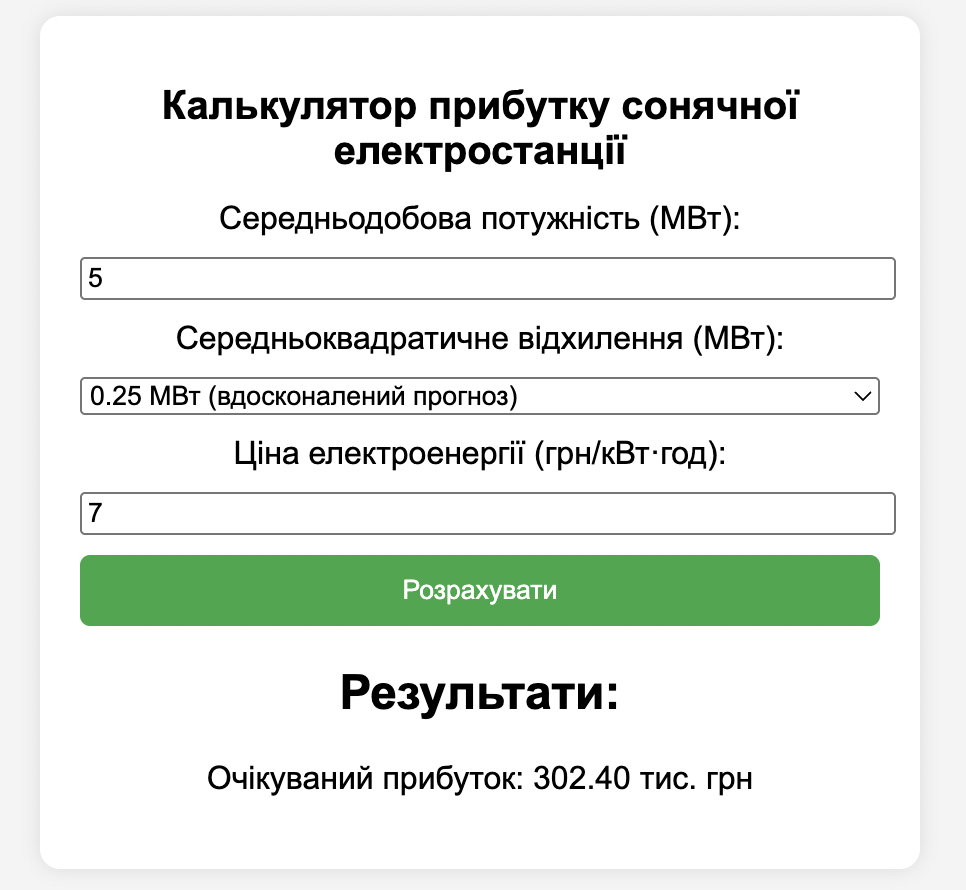 Калькулятор прибутку сонячної
електростанції
Середньодобова потужність (МВт):
5
Середньоквадратичне відхилення (МВт):
0.25 МВт (вдосконалений прогноз)
Ціна електроенергії (грн/кВт·год):
7
Розрахувати
Результати:
Очікуваний прибуток: 302.40 тис. грн